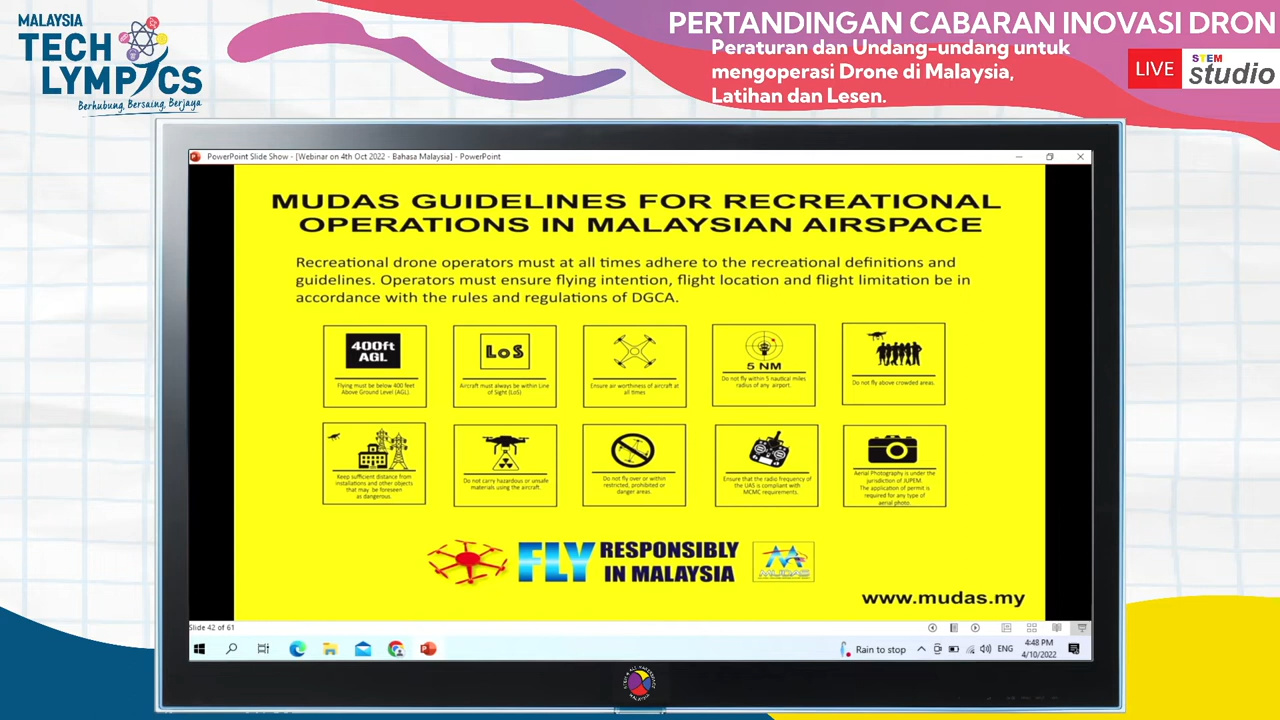 MALAYSIA
TECH
LYMPICS
Berhubung, Bersaing, Berjaya
PERTANDINGAN CABARAN INOVASI DRON
Peraturan dan Undang-undang untuk
mengoperasi Drone di Malaysia,
Latihan dan Lesen.
LIVE
STEM
studio
PowerPoint Slide Show - [Webinar on 4th Oct 2022 - Bahasa Malaysia] - PowerPoint
MUDAS GUIDELINES FOR RECREATIONAL
OPERATIONS IN MALAYSIAN AIRSPACE
Recreational drone operators must at all times adhere to the recreational definitions and
guidelines. Operators must ensure flying intention, flight location and flight limitation be in
accordance with the rules and regulations of DGCA.
400ft
AGL
Flying must be below 400 feet
Above Ground Level (AGL).
LoS
Aircraft must always be within Line
of Sight (LoS)
Ensure air worthiness of aircraft at
all times
5 NM
Do not fly within 5 nautical miles
radius of any airport.
Do not fly above crowded areas.
Keep sufficient distance from
installations and other objects
that may be foreseen
as dangerous.
Do not carry hazardous or unsafe
materials using the aircraft.
Do not fly over or within
restricted, prohibited or
danger areas.
Ensure that the radio frequency of
the UAS is compliant with
MCMC requirements.
Aerial Photography is under the
jurisdiction of JUPEM.
The application of permit is
required for any type of
aerial photo.
FLY RESPONSIBLY
IN MALAYSIA
MUDAS
www.mudas.my
Slide 42 of 61
Rain to stop
ENG
4:48 PM
4/10/2022